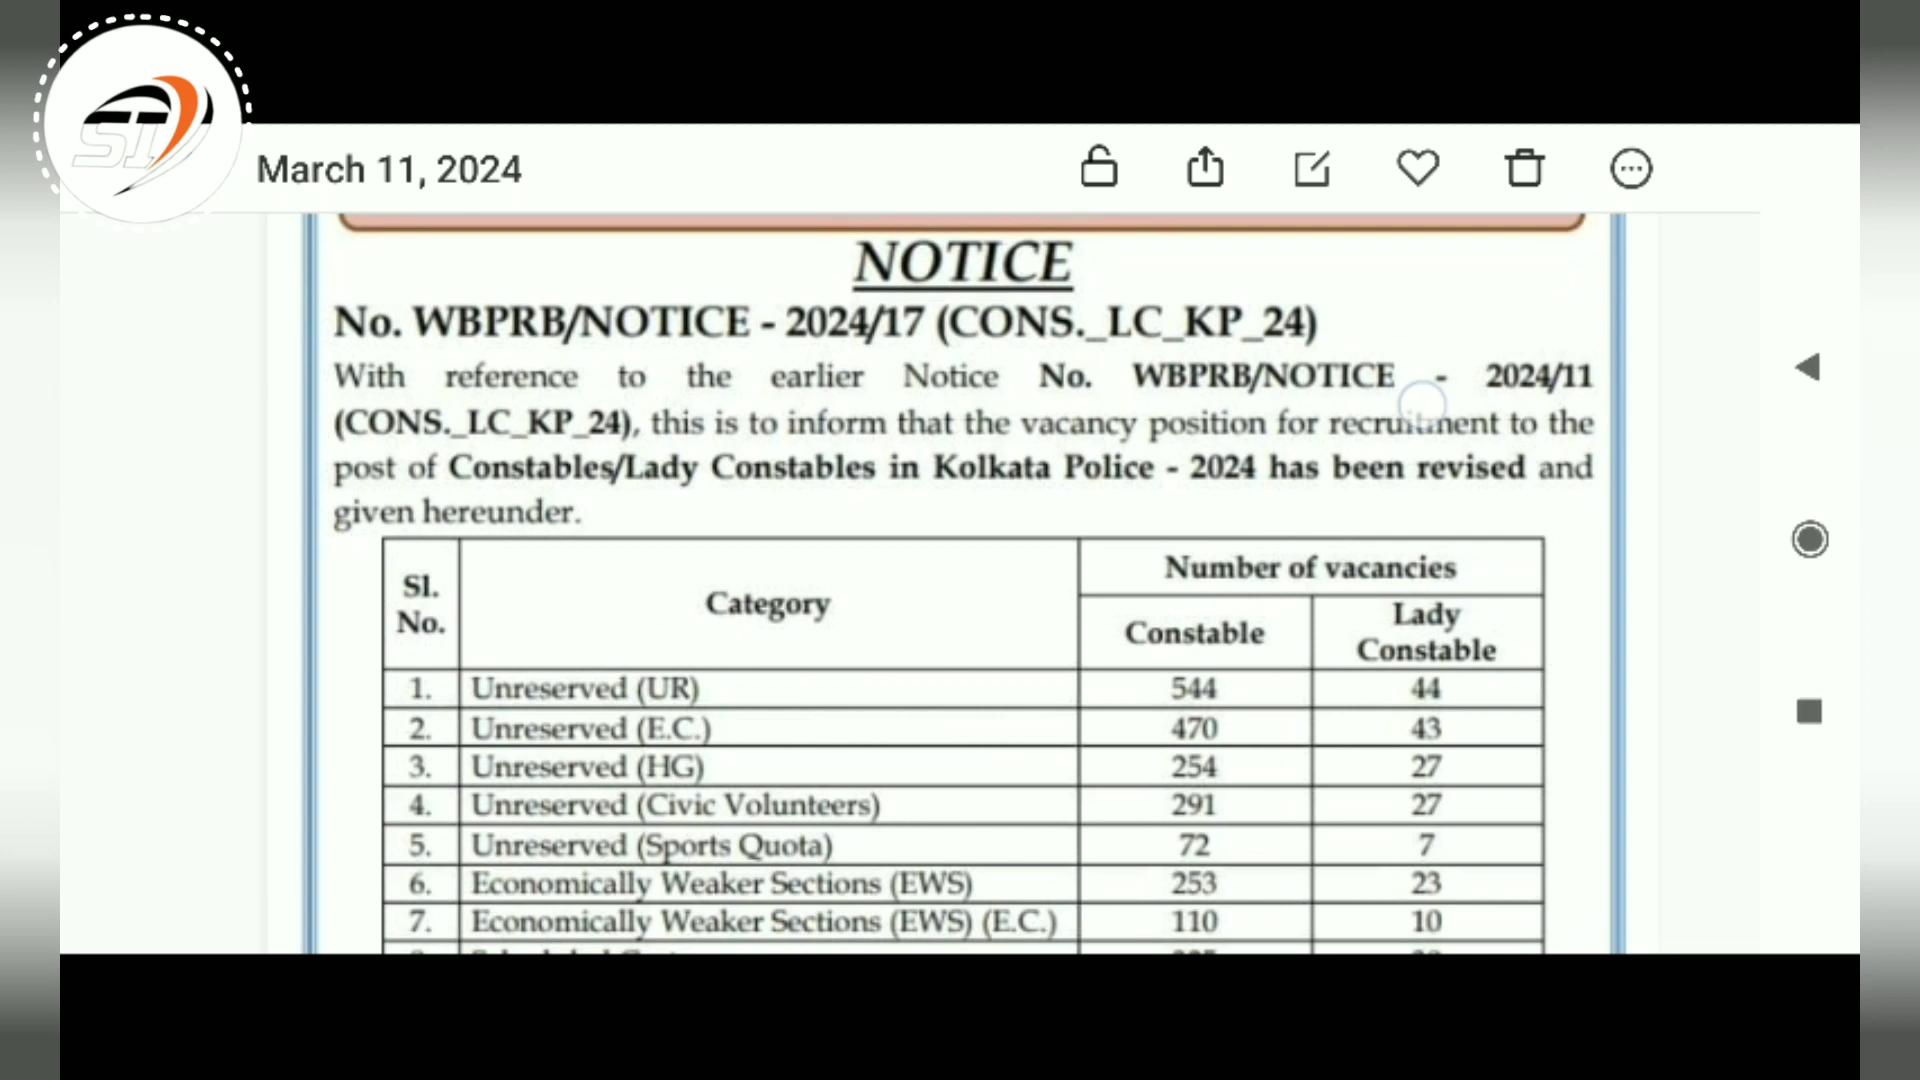 SI
March 11, 2024
NOTICE
No. WBPRB/NOTICE - 2024/17 (CONS._LC_KP_24)
With reference to the earlier Notice No. WBPRB/NOTICE - 2024/11
(CONS._LC_KP_24), this is to inform that the vacancy position for recruitment to the
post of Constables/Lady Constables in Kolkata Police - 2024 has been revised and
given hereunder.
Sl. No. Category Number of vacancies
Constable Lady Constable
1. Unreserved (UR) 544 44
2. Unreserved (E.C.) 470 43
3. Unreserved (HG) 254 27
4. Unreserved (Civic Volunteers) 291 27
5. Unreserved (Sports Quota) 72 7
6. Economically Weaker Sections (EWS) 253 23
7. Economically Weaker Sections (EWS) (E.C.) 110 10